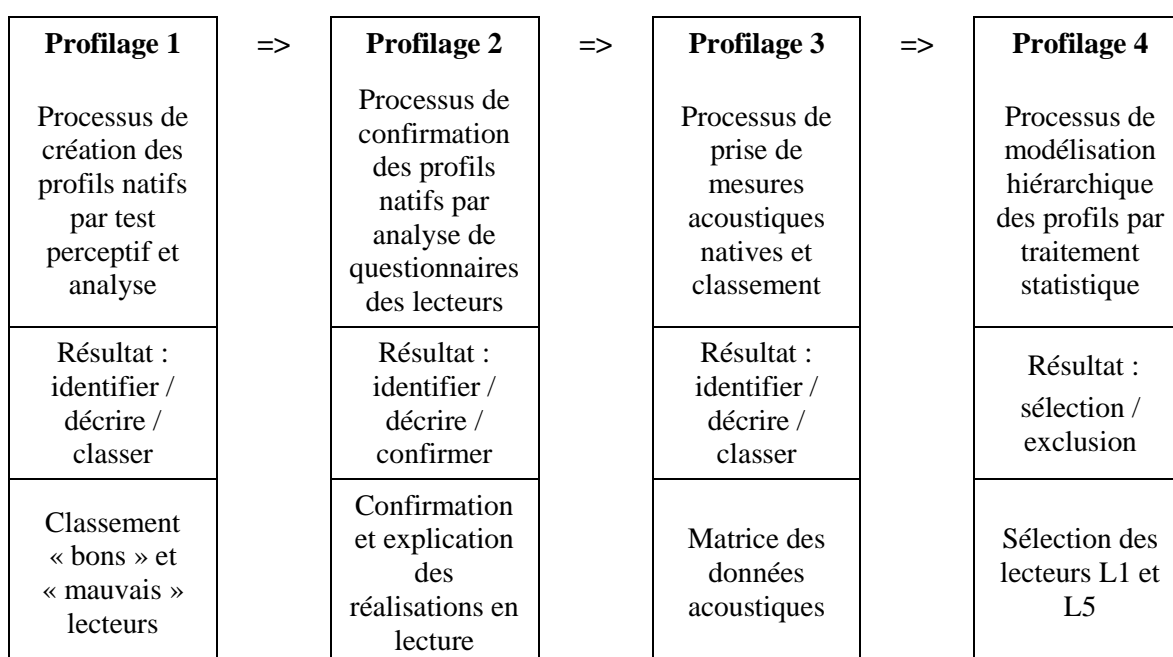 Profilage 1 => Profilage 2 => Profilage 3 => Profilage 4
Processus de
création des
profils natifs
par test
perceptif et
analyse
Processus de
confirmation
des profils
natifs par
analyse de
questionnaires
des lecteurs
Processus de
prise de
mesures
acoustiques
natives et
classement
Processus de
modélisation
hiérarchique
des profils par
traitement
statistique
Résultat :
identifier /
décrire /
classer
Résultat :
identifier /
décrire /
confirmer
Résultat :
identifier /
décrire /
classer
Résultat :
sélection /
exclusion
Classement
« bons » et
« mauvais »
lecteurs
Confirmation
et explication
des
réalisations en
lecture
Matrice des
données
acoustiques
Sélection des
lecteurs L1 et
L5